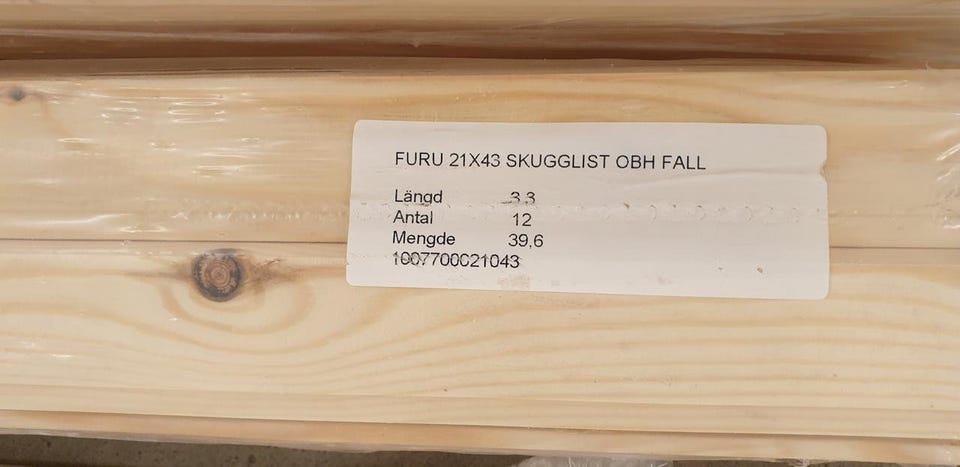 FURU 21X43 SKUGGLIST OBH FALL
Längd 3,3
Antal 12
Mengde 39,6
1007700021043